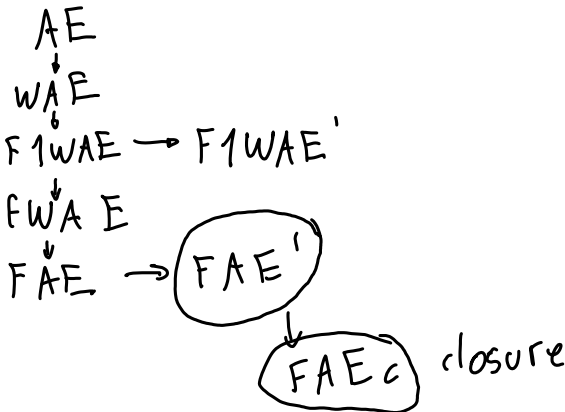 AE
WAE
F1WAE → F1WAE'
FWAE
FAE → FAE'
FAEc closure